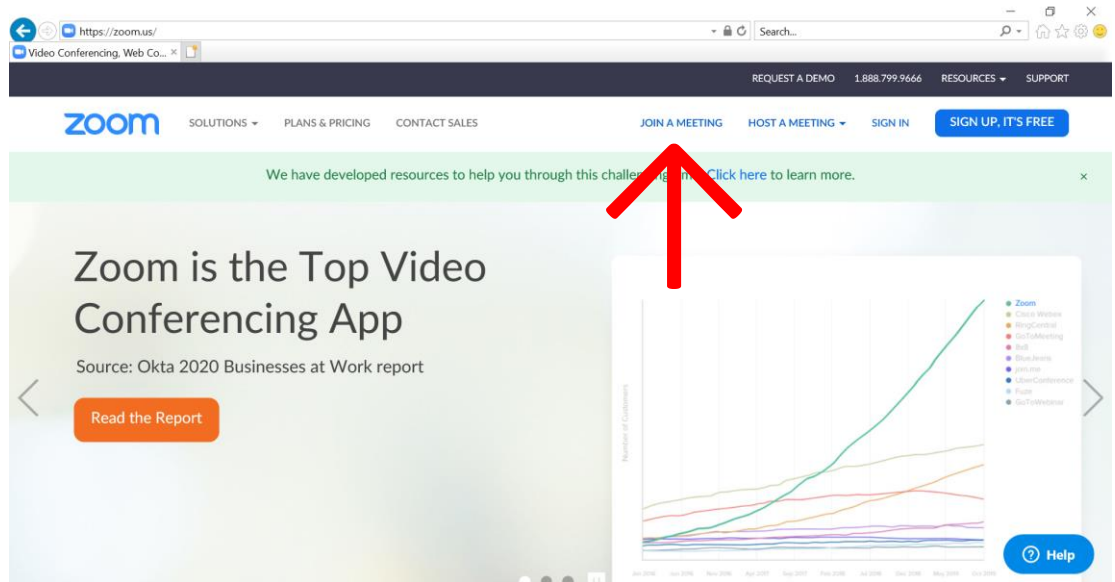 https://zoom.us/
Search...
Video Conferencing, Web Co...
REQUEST A DEMO 1.888.799.9666 RESOURCES SUPPORT
zoom SOLUTIONS PLANS & PRICING CONTACT SALES JOIN A MEETING HOST A MEETING SIGN IN SIGN UP, IT'S FREE
We have developed resources to help you through this Click here to learn more.
Zoom is the Top Video
Conferencing App
Source: Okta 2020 Businesses at Work report
Read the Report
Number of Customers
Zoom
Cisco Webex
RingCentral
GoToMeeting
8x8
BlueJeans
join.me
UberConference
Fuze
GoToWebinar
Help